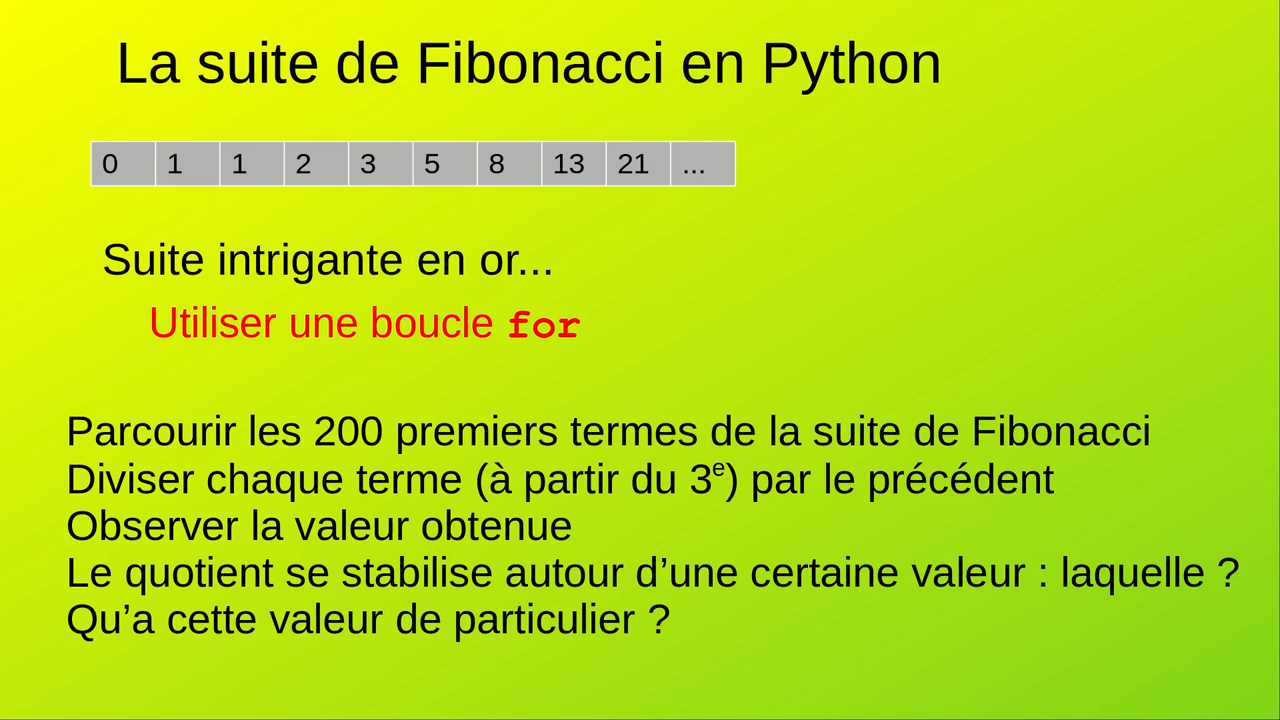 La suite de Fibonacci en Python
0 1 1 2 3 5 8 13 21 ...
Suite intrigante en or...
Utiliser une boucle for
Parcourir les 200 premiers termes de la suite de Fibonacci
Diviser chaque terme (à partir du 3e) par le précédent
Observer la valeur obtenue
Le quotient se stabilise autour d’une certaine valeur : laquelle ?
Qu’a cette valeur de particulier ?